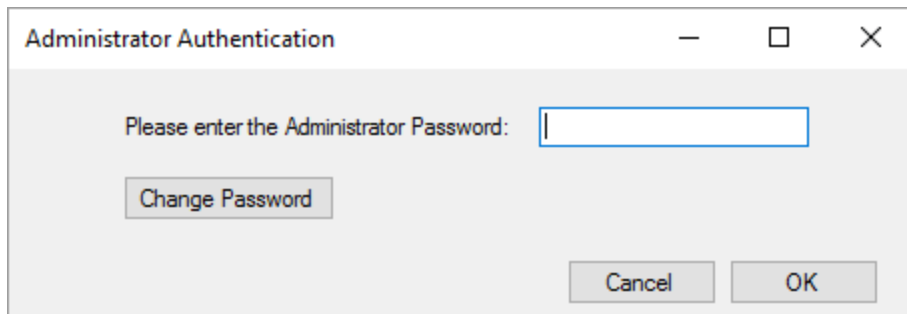 Administrator Authentication
Please enter the Administrator Password:
Change Password
Cancel OK